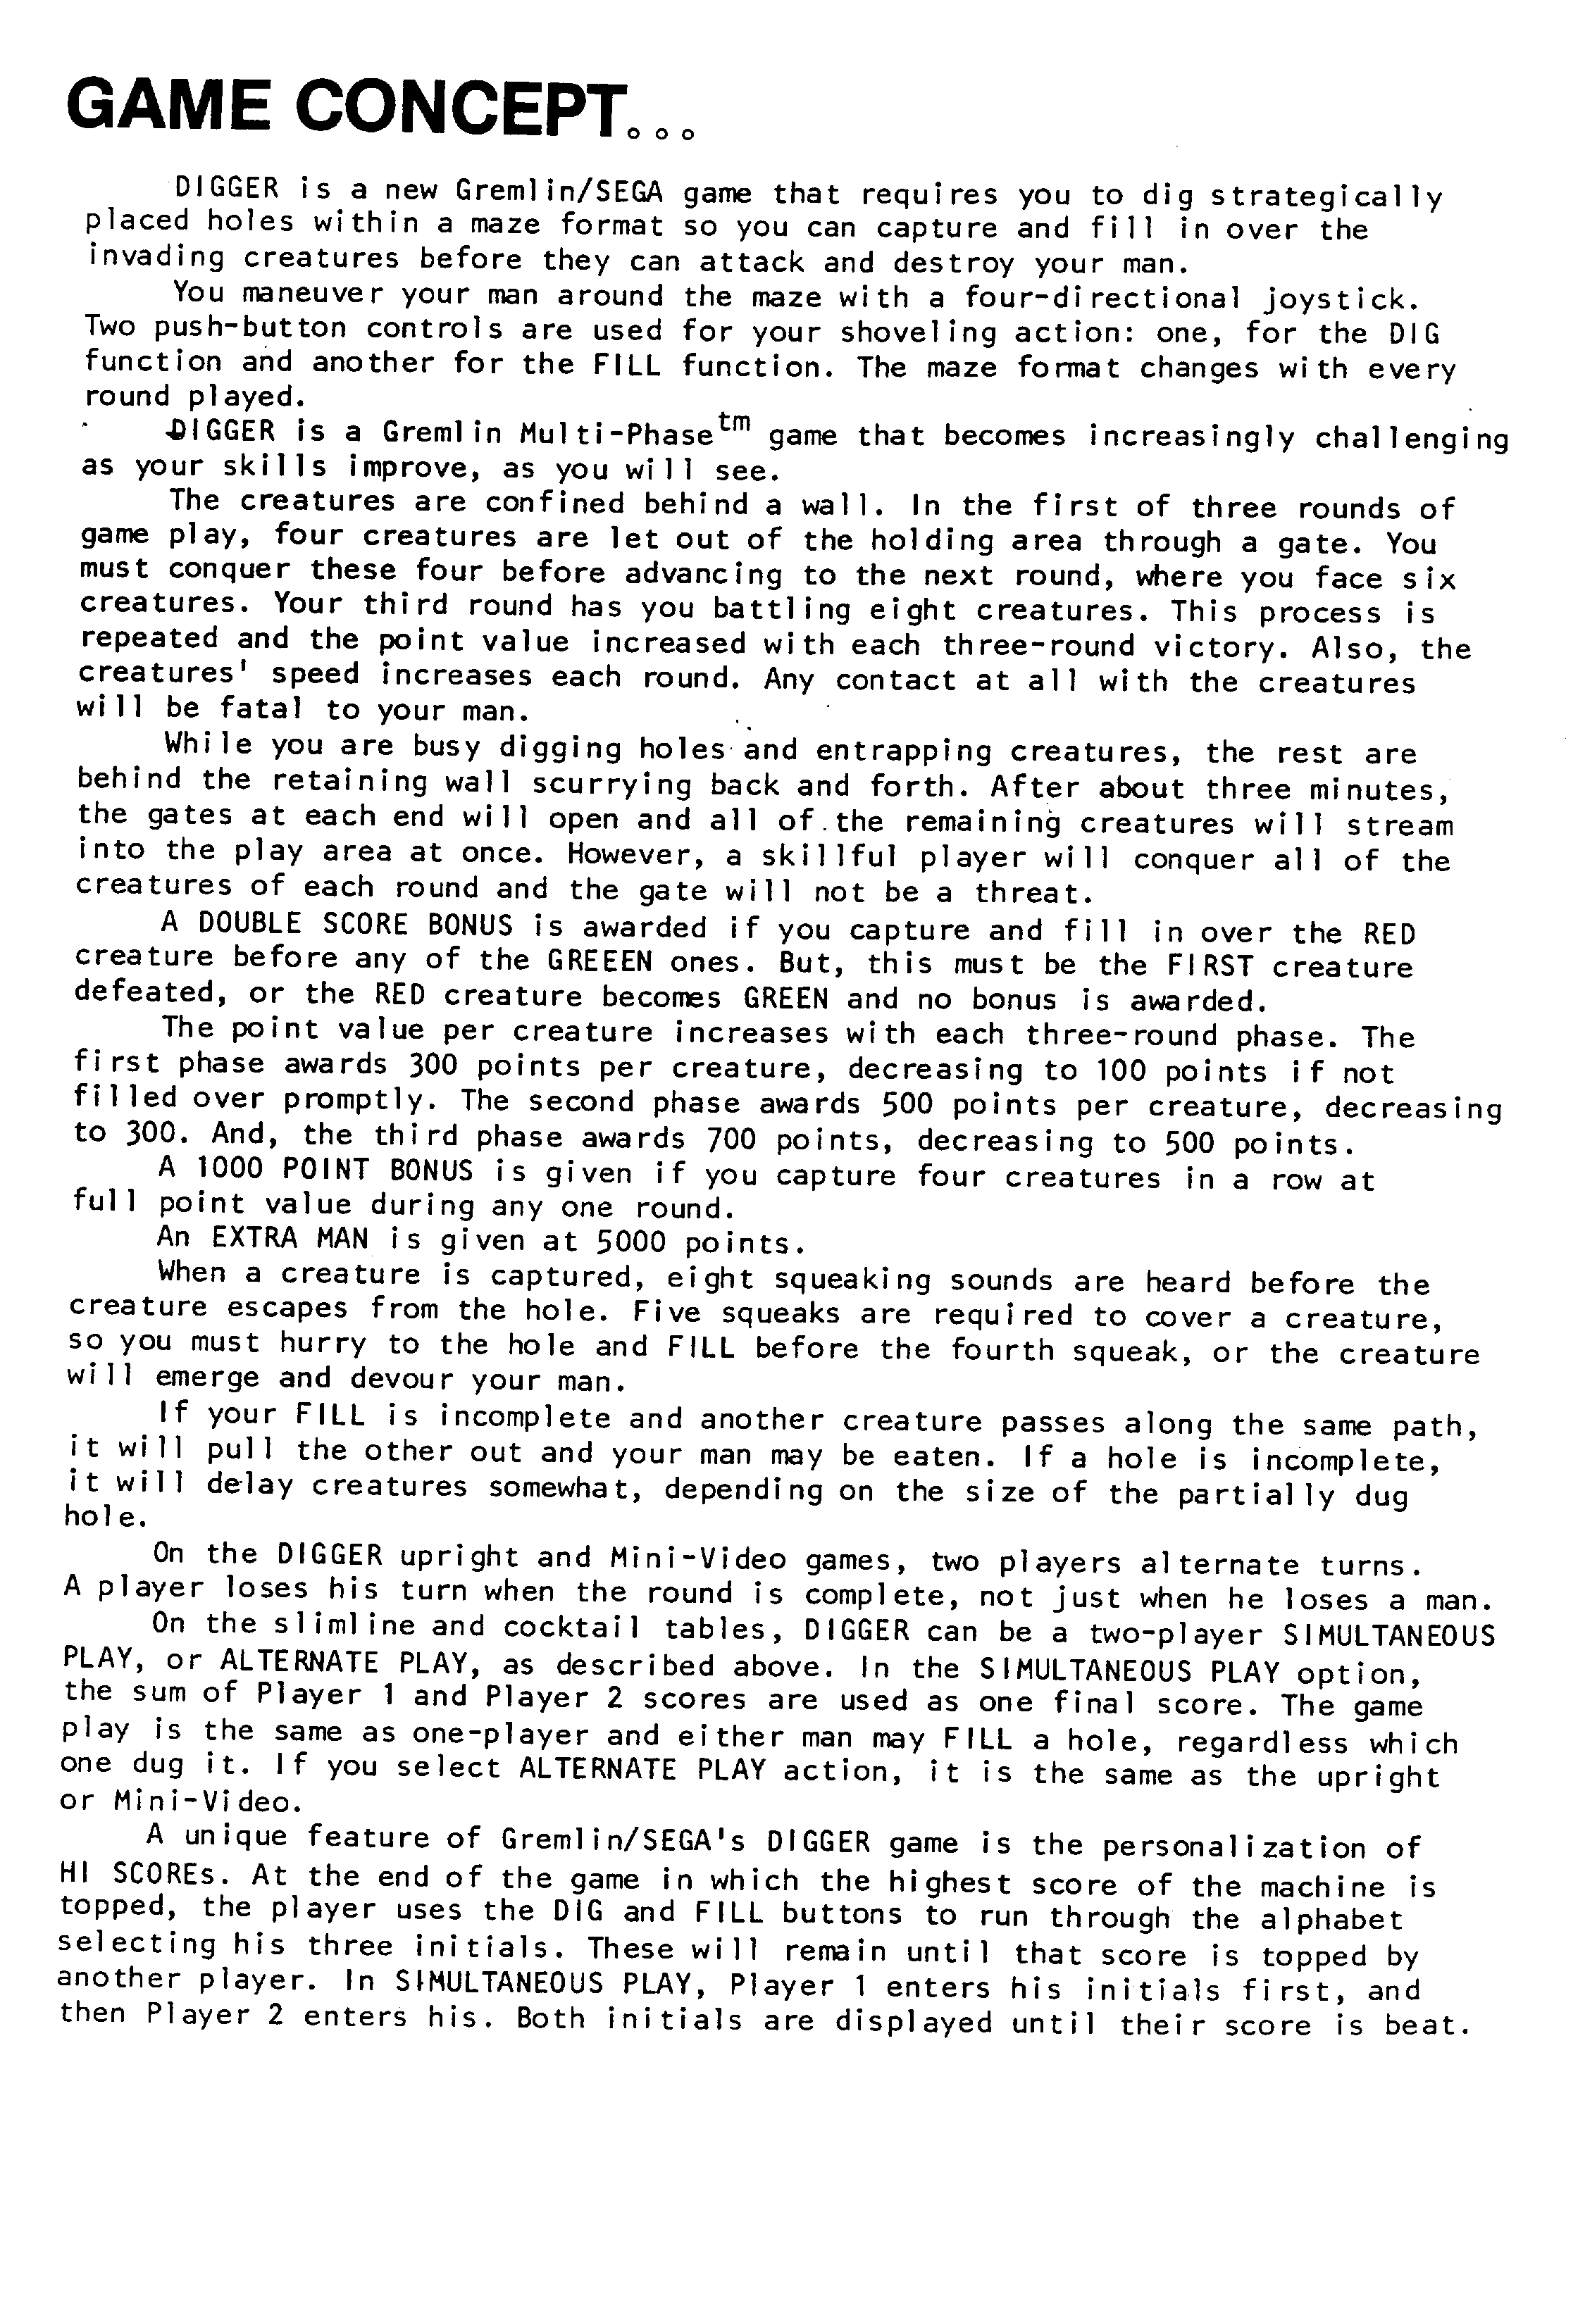 GAME CONCEPT...
DIGGER is a new Gremlin/SEGA game that requires you to dig strategically
placed holes within a maze format so you can capture and fill in over the
invading creatures before they can attack and destroy your man.
You maneuver your man around the maze with a four-directional joystick.
Two push-button controls are used for your shoveling action: one, for the DIG
function and another for the FILL function. The maze format changes with every
round played.
DIGGER is a Gremlin Multi-Phase™ game that becomes increasingly challenging
as your skills improve, as you will see.
The creatures are confined behind a wall. In the first of three rounds of
game play, four creatures are let out of the holding area through a gate. You
must conquer these four before advancing to the next round, where you face six
creatures. Your third round has you battling eight creatures. This process is
repeated and the point value increased with each three-round victory. Also, the
creatures' speed increases each round. Any contact at all with the creatures
will be fatal to your man.
While you are busy digging holes and entrapping creatures, the rest are
behind the retaining wall scurrying back and forth. After about three minutes,
the gates at each end will open and all of the remaining creatures will stream
into the play area at once. However, a skillful player will conquer all of the
creatures of each round and the gate will not be a threat.
A DOUBLE SCORE BONUS is awarded if you capture and fill in over the RED
creature before any of the GREEEN ones. But, this must be the FIRST creature
defeated, or the RED creature becomes GREEN and no bonus is awarded.
The point value per creature increases with each three-round phase. The
first phase awards 300 points per creature, decreasing to 100 points if not
filled over promptly. The second phase awards 500 points per creature, decreasing
to 300. And, the third phase awards 700 points, decreasing to 500 points.
A 1000 POINT BONUS is given if you capture four creatures in a row at
full point value during any one round.
An EXTRA MAN is given at 5000 points.
When a creature is captured, eight squeaking sounds are heard before the
creature escapes from the hole. Five squeaks are required to cover a creature,
so you must hurry to the hole and FILL before the fourth squeak, or the creature
will emerge and devour your man.
If your FILL is incomplete and another creature passes along the same path,
it will pull the other out and your man may be eaten. If a hole is incomplete,
it will delay creatures somewhat, depending on the size of the partially dug
hole.
On the DIGGER upright and Mini-Video games, two players alternate turns.
A player loses his turn when the round is complete, not just when he loses a man.
On the slimline and cocktail tables, DIGGER can be a two-player SIMULTANEOUS
PLAY, or ALTERNATE PLAY, as described above. In the SIMULTANEOUS PLAY option,
the sum of Player 1 and Player 2 scores are used as one final score. The game
play is the same as one-player and either man may FILL a hole, regardless which
one dug it. If you select ALTERNATE PLAY action, it is the same as the upright
or Mini-Video.
A unique feature of Gremlin/SEGA's DIGGER game is the personalization of
HI SCOREs. At the end of the game in which the highest score of the machine is
topped, the player uses the DIG and FILL buttons to run through the alphabet
selecting his three initials. These will remain until that score is topped by
another player. In SIMULTANEOUS PLAY, Player 1 enters his initials first, and
then Player 2 enters his. Both initials are displayed until their score is beat.